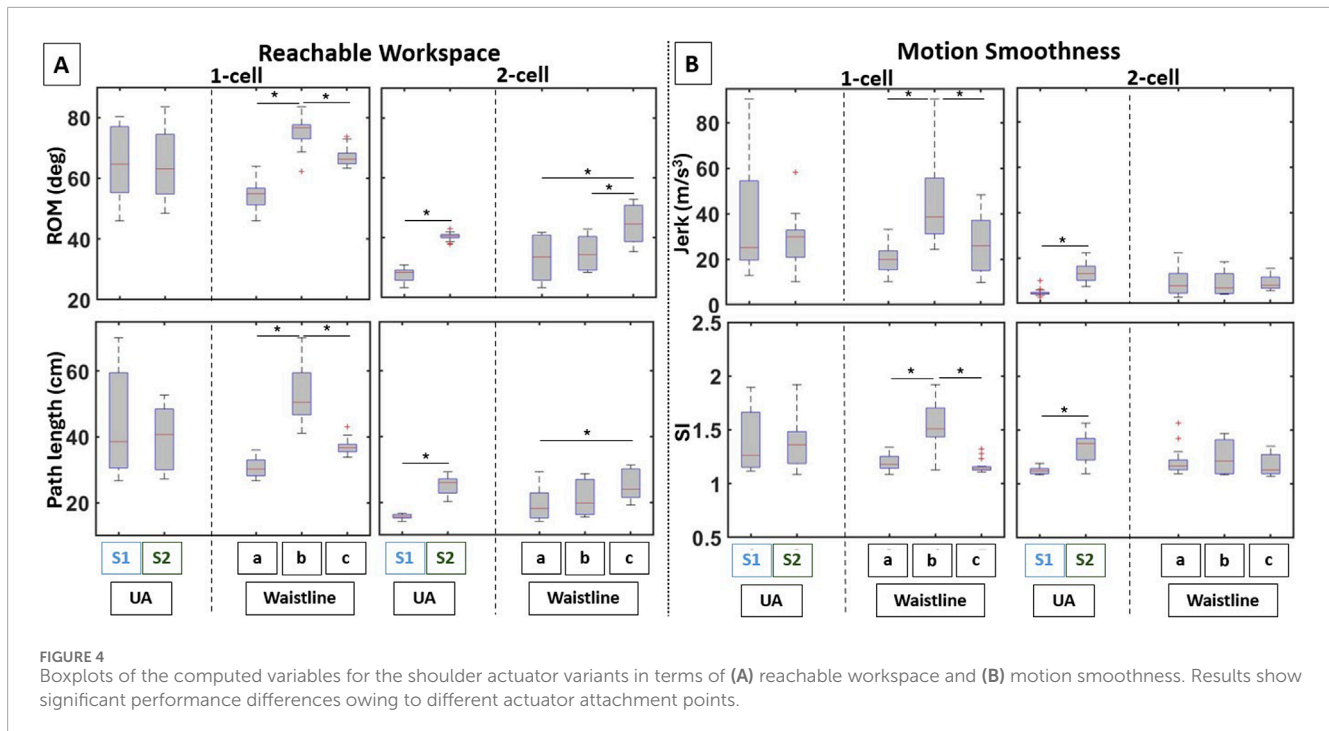 A
Reachable Workspace
1-cell
2-cell
*
*
*
*
*
80
60
40
20
ROM (deg)
*
*
*
*
60
40
20
Path length (cm)
S1
S2
a
b
c
S1
S2
a
b
c
UA
Waistline
UA
Waistline
B
Motion Smoothness
1-cell
2-cell
*
*
*
80
60
40
20
0
Jerk (m/s³)
*
*
*
2.5
2
1.5
1
0.5
SI
S1
S2
a
b
c
S1
S2
a
b
c
UA
Waistline
UA
Waistline
FIGURE 4
Boxplots of the computed variables for the shoulder actuator variants in terms of (A) reachable workspace and (B) motion smoothness. Results show
significant performance differences owing to different actuator attachment points.